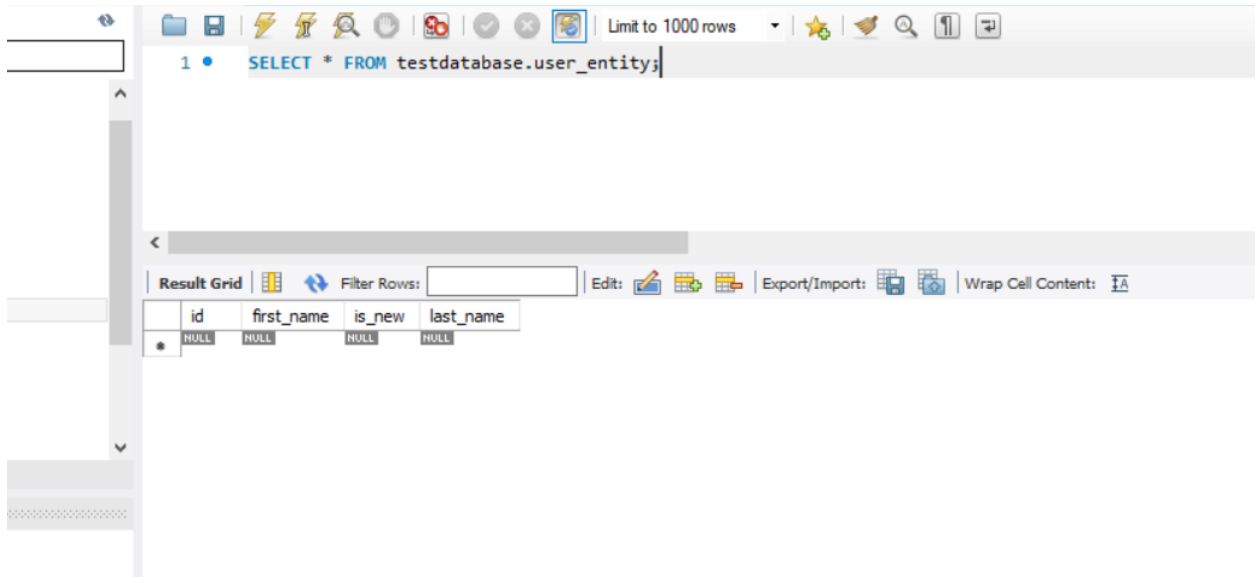 Limit to 1000 rows
1 SELECT * FROM testdatabase.user_entity;
Result Grid Filter Rows: Edit: Export/Import: Wrap Cell Content: IA
id first_name is_new last_name
* NULL NULL NULL NULL